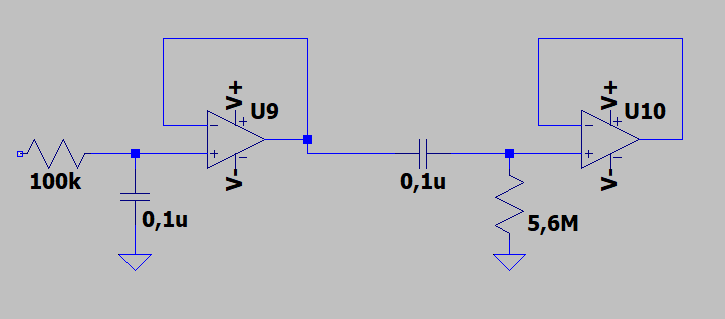 V+
U9
V-
100k
0,1u
0,1u
V+
U10
V-
5,6M